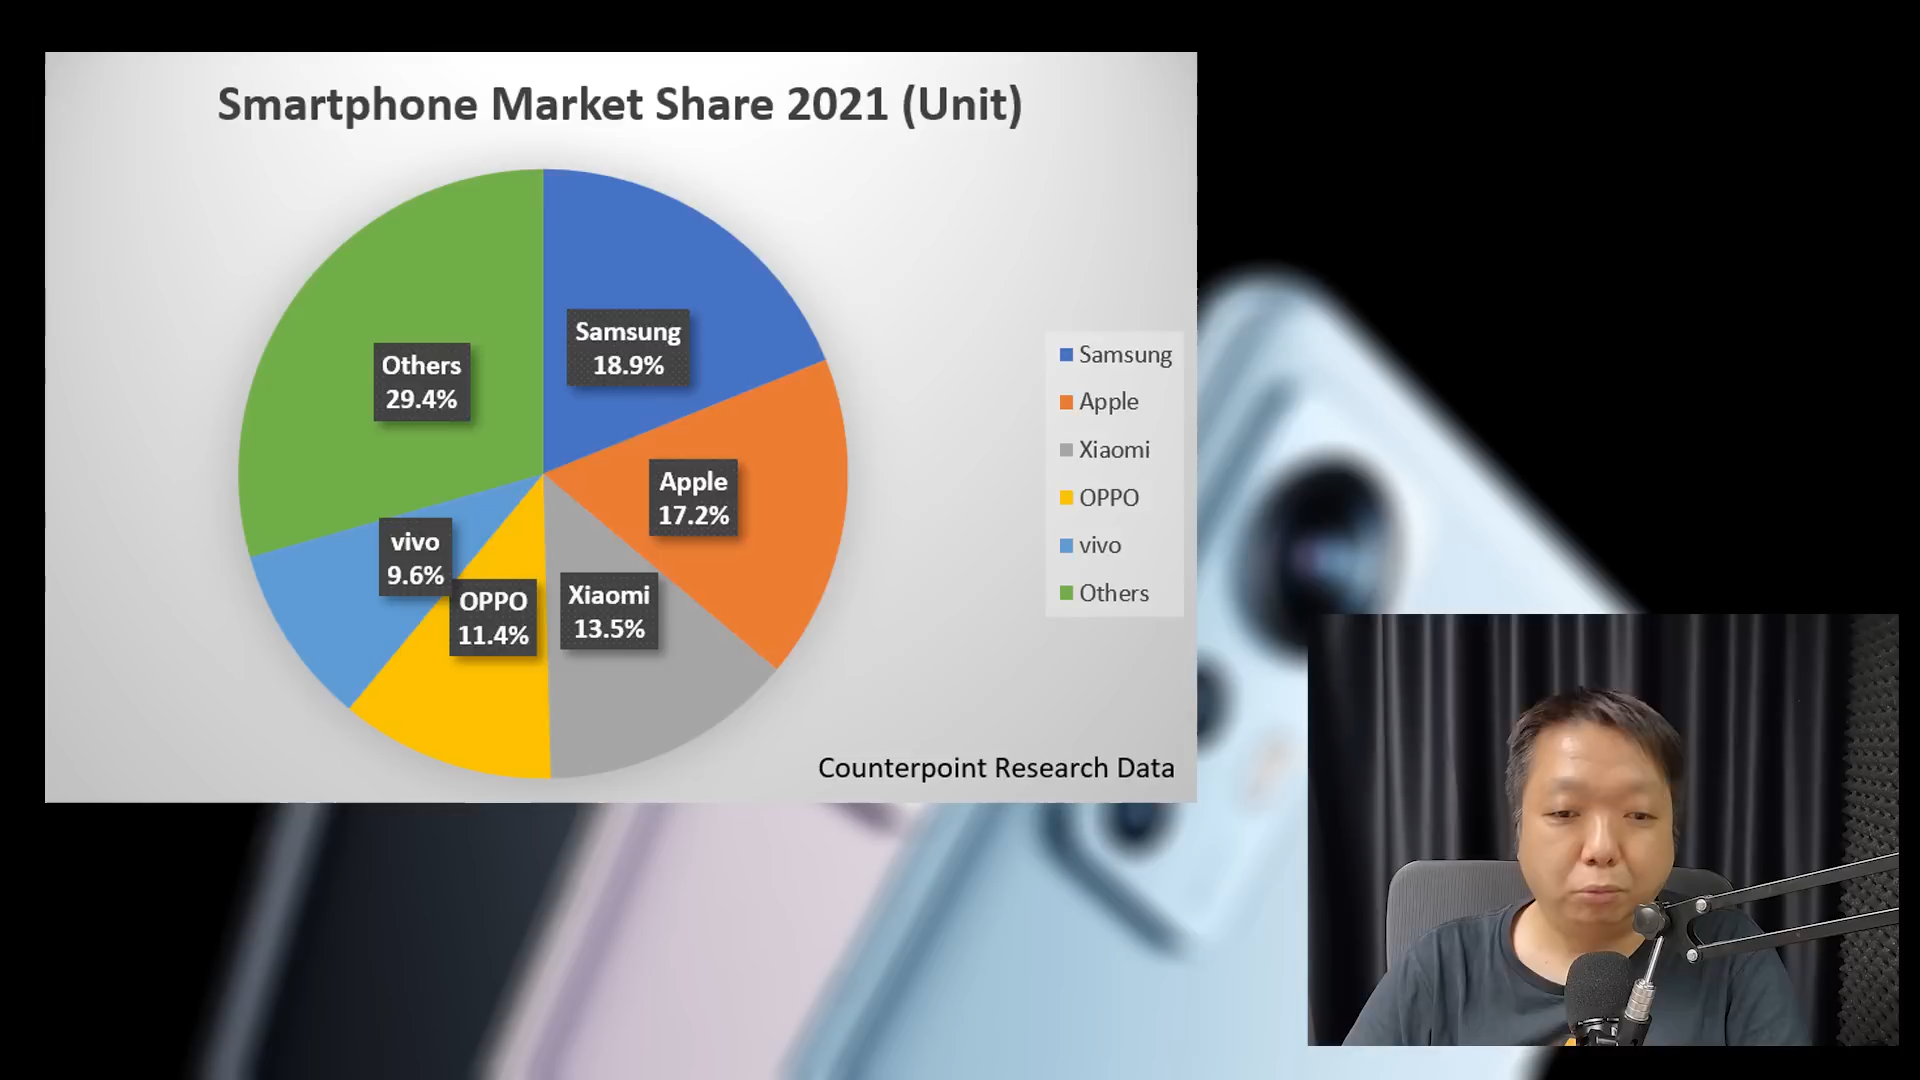 Smartphone Market Share 2021 (Unit)
Samsung
18.9%
Others
29.4%
Apple
17.2%
vivo
9.6%
OPPO
11.4%
Xiaomi
13.5%
Samsung
Apple
Xiaomi
OPPO
vivo
Others
Counterpoint Research Data